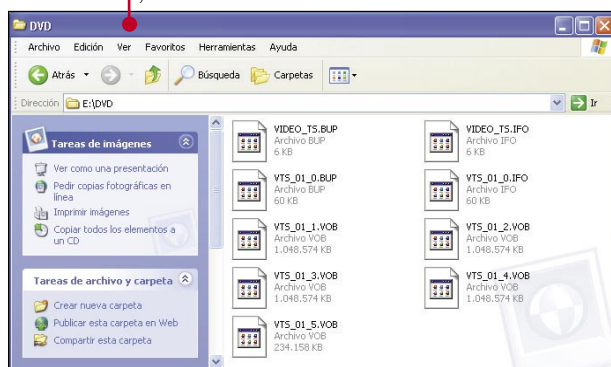 DVD
Archivo Edición Ver Favoritos Herramientas Ayuda
Atrás Búsqueda Carpetas
Dirección E:\DVD Ir
Tareas de imágenes
Ver como una presentación
Pedir copias fotográficas en
línea
Imprimir imágenes
Copiar todos los elementos a
un CD
Tareas de archivo y carpeta
Crear nueva carpeta
Publicar esta carpeta en Web
Compartir esta carpeta
VIDEO_TS.BUP
Archivo BUP
6 KB
VIDEO_TS.IFO
Archivo IFO
6 KB
VTS_01_0.BUP
Archivo BUP
60 KB
VTS_01_0.IFO
Archivo IFO
60 KB
VTS_01_1.VOB
Archivo VOB
1.048.574 KB
VTS_01_2.VOB
Archivo VOB
1.048.574 KB
VTS_01_3.VOB
Archivo VOB
1.048.574 KB
VTS_01_4.VOB
Archivo VOB
1.048.574 KB
VTS_01_5.VOB
Archivo VOB
234.158 KB